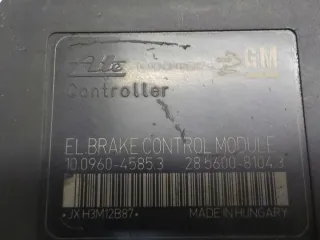 Ate GM
Controller
EL.BRAKE CONTROL MODULE
10.0960-4585.3 28.5600-8104.3
*JXH3M12B87* MADE IN HUNGARY